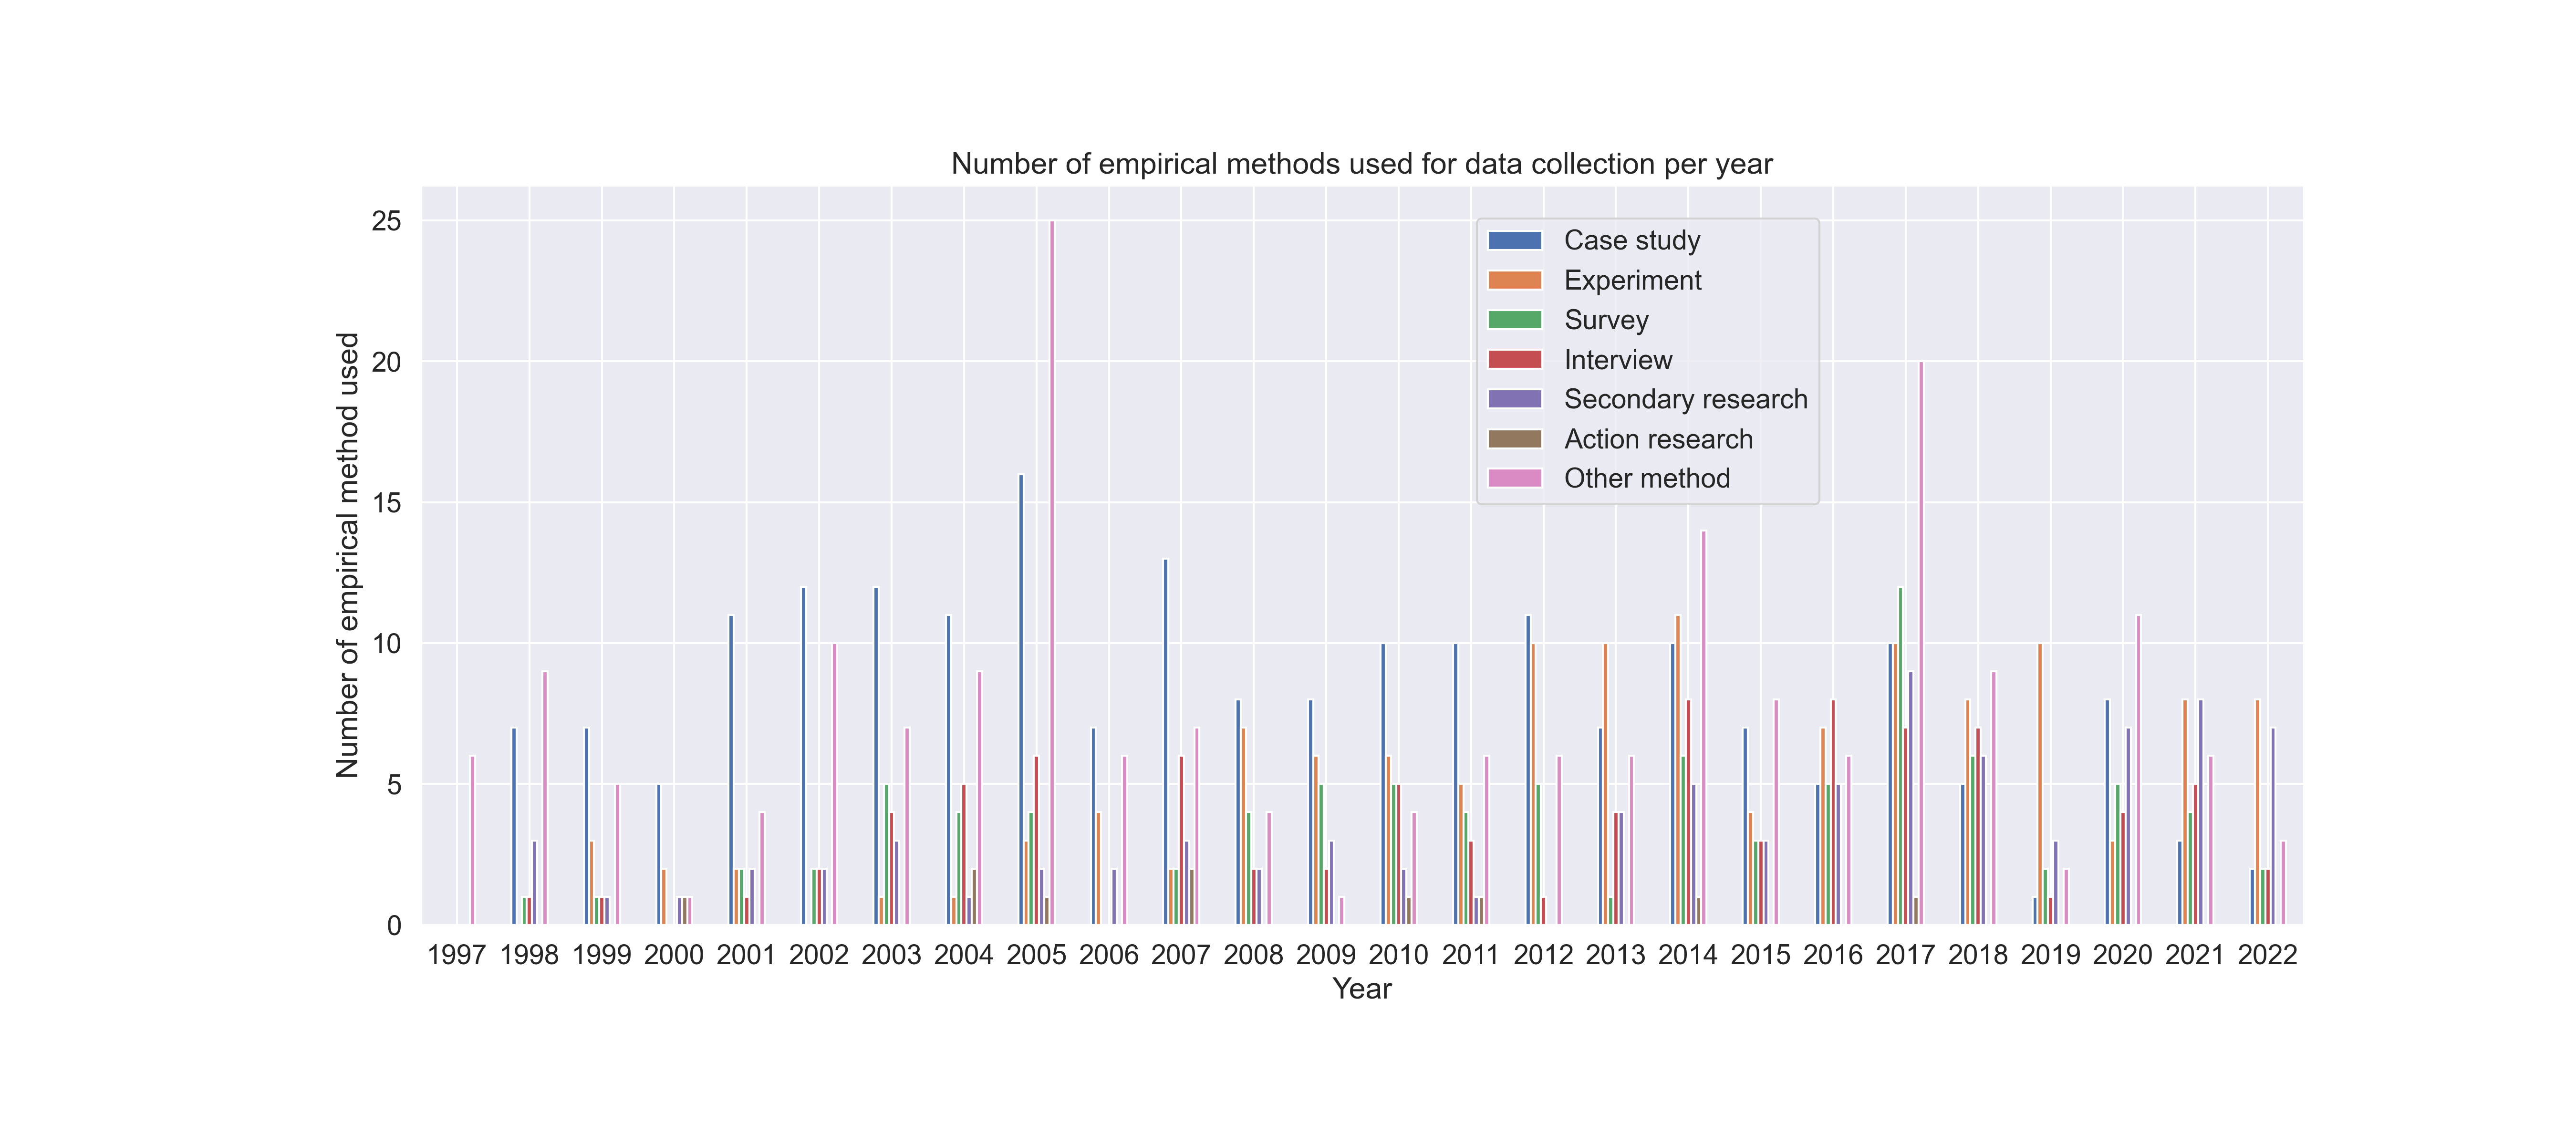 Number of empirical methods used for data collection per year
Number of empirical method used
25
20
15
10
5
0
Case study
Experiment
Survey
Interview
Secondary research
Action research
Other method
1997 1998 1999 2000 2001 2002 2003 2004 2005 2006 2007 2008 2009 2010 2011 2012 2013 2014 2015 2016 2017 2018 2019 2020 2021 2022
Year